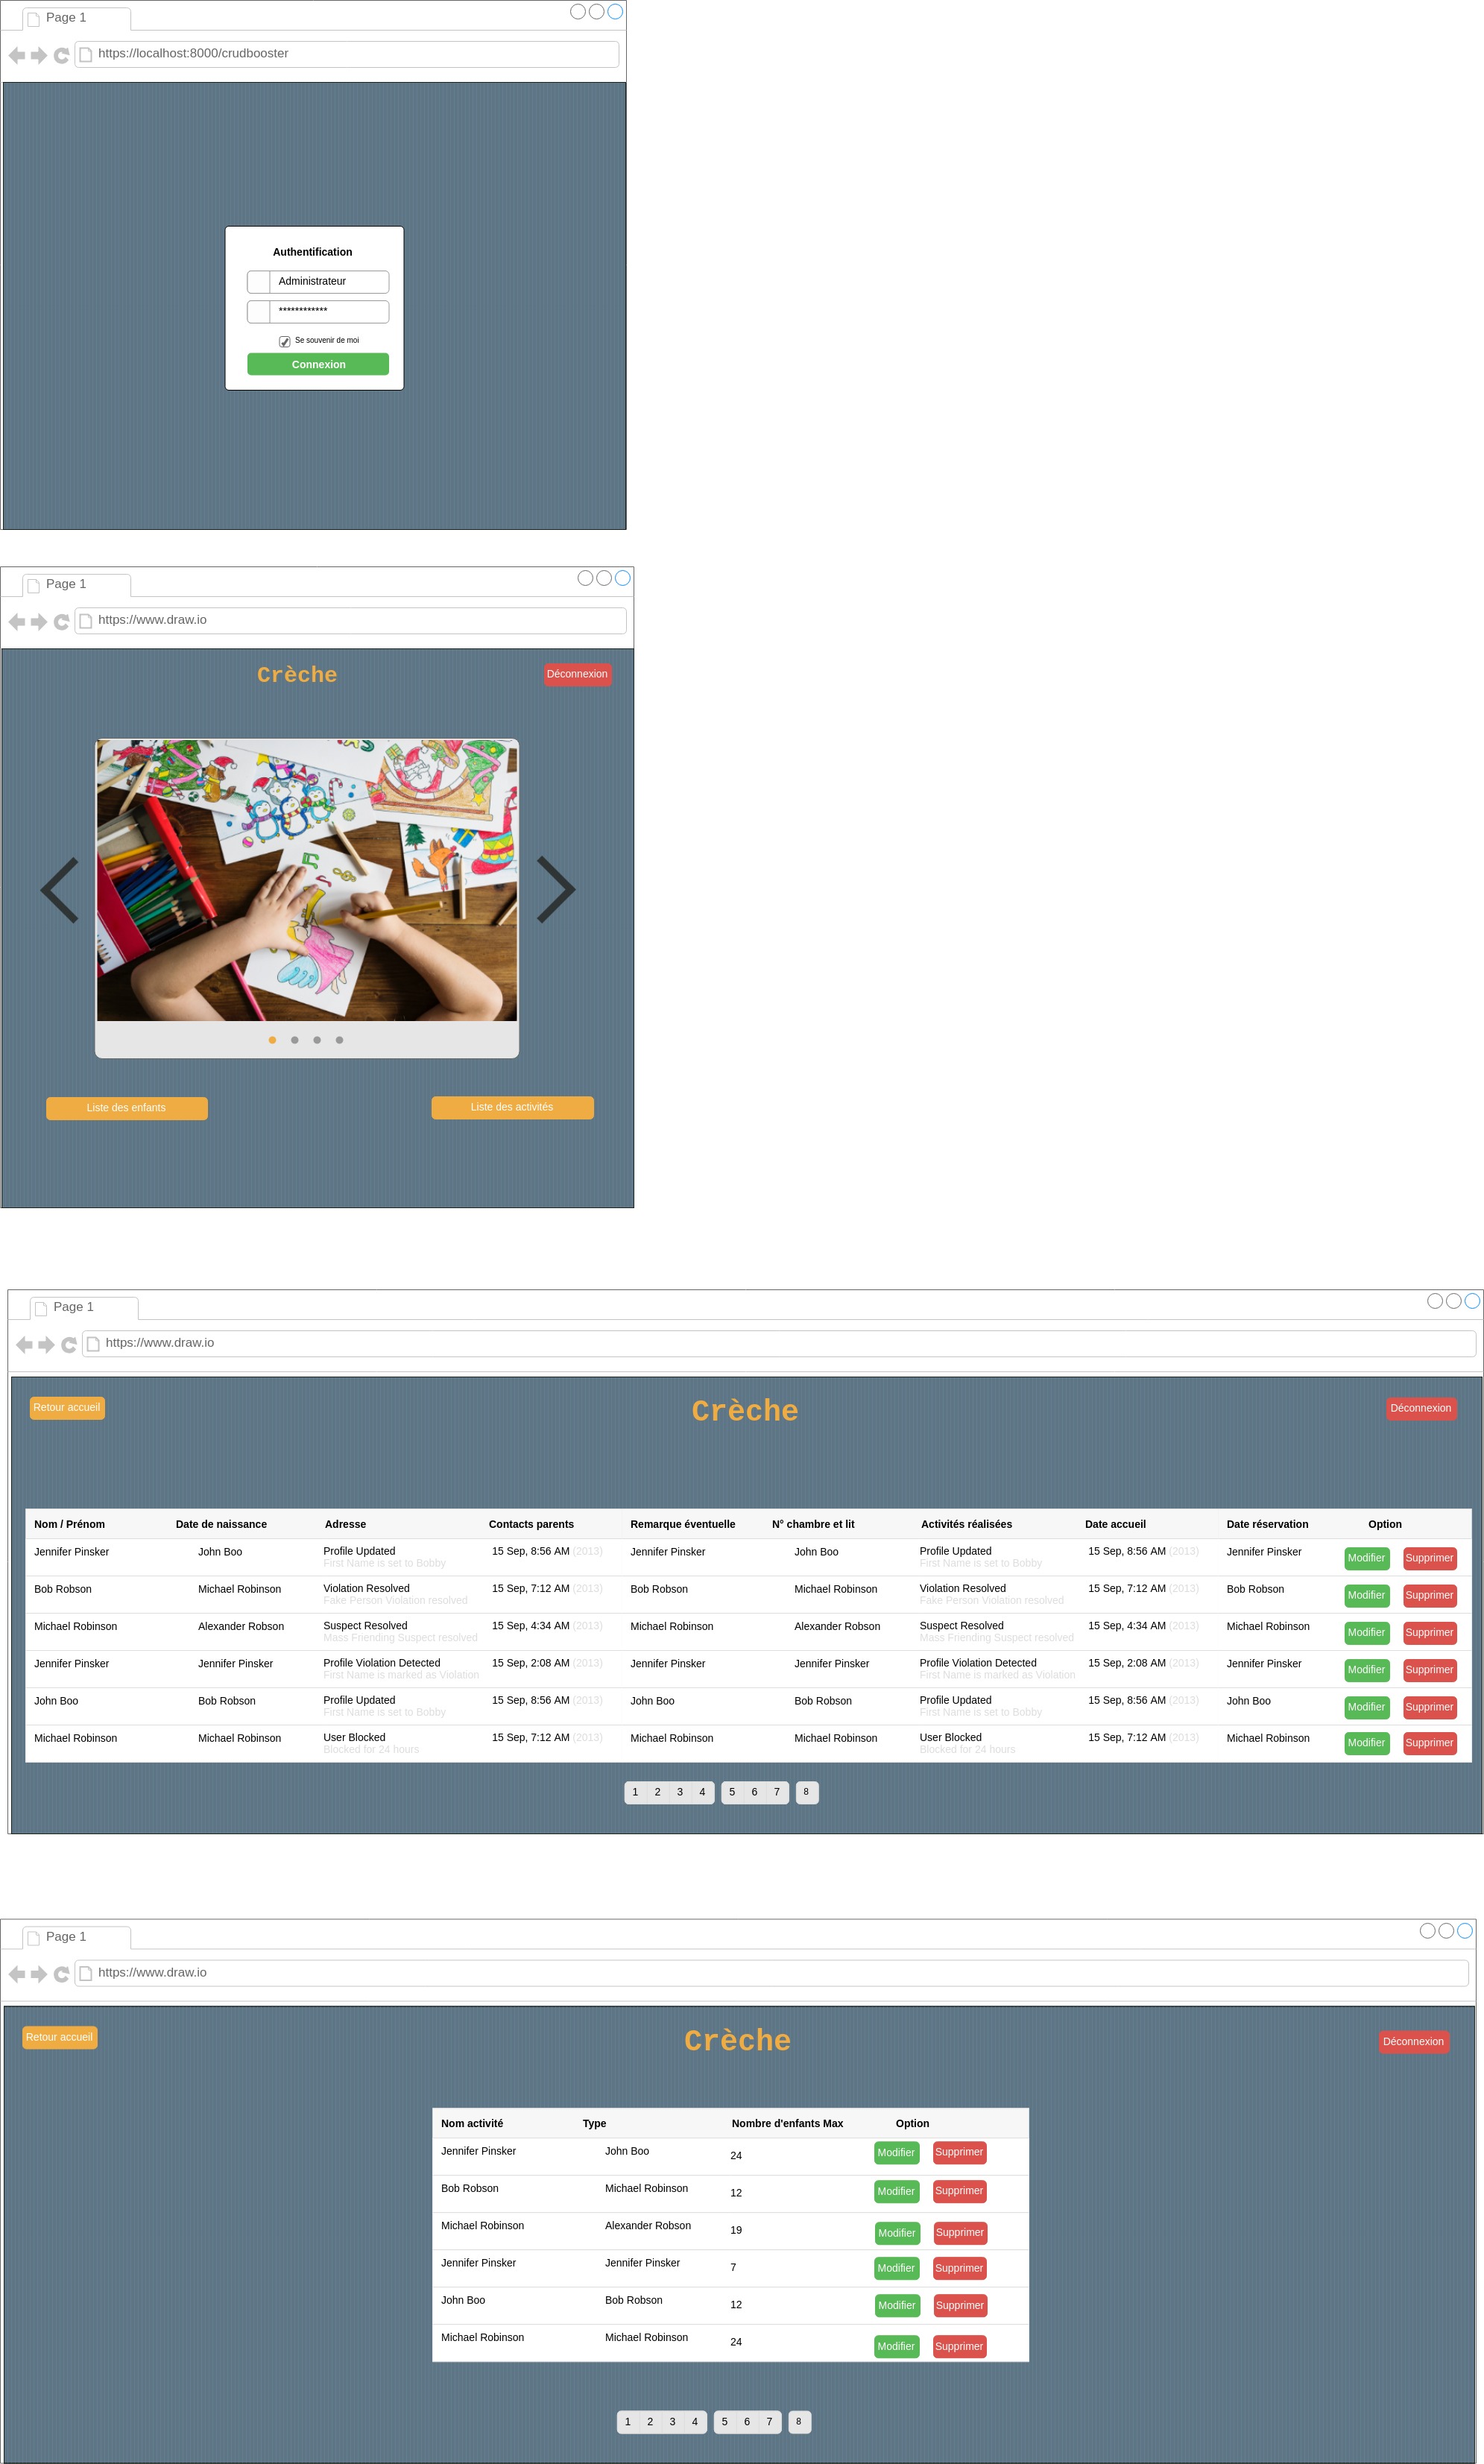 Page 1
https://localhost:8000/crudbooster
Authentification
Administrateur
************
Se souvenir de moi
Connexion
Page 1
https://www.draw.io
Crèche
Déconnexion
Liste des enfants
Liste des activités
Page 1
https://www.draw.io
Retour accueil
Crèche
Déconnexion
Nom / Prénom Date de naissance Adresse Contacts parents Remarque éventuelle N° chambre et lit Activités réalisées Date accueil Date réservation Option
Jennifer Pinsker John Boo Profile Updated 15 Sep, 8:56 AM (2013) Jennifer Pinsker John Boo Profile Updated 15 Sep, 8:56 AM (2013) Jennifer Pinsker Modifier Supprimer
First Name is set to Bobby First Name is set to Bobby
Bob Robson Michael Robinson Violation Resolved 15 Sep, 7:12 AM (2013) Bob Robson Michael Robinson Violation Resolved 15 Sep, 7:12 AM (2013) Bob Robson Modifier Supprimer
Fake Person Violation resolved Fake Person Violation resolved
Michael Robinson Alexander Robson Suspect Resolved 15 Sep, 4:34 AM (2013) Michael Robinson Alexander Robson Suspect Resolved 15 Sep, 4:34 AM (2013) Michael Robinson Modifier Supprimer
Mass Friending Suspect resolved Mass Friending Suspect resolved
Jennifer Pinsker Jennifer Pinsker Profile Violation Detected 15 Sep, 2:08 AM (2013) Jennifer Pinsker Jennifer Pinsker Profile Violation Detected 15 Sep, 2:08 AM (2013) Jennifer Pinsker Modifier Supprimer
First Name is marked as Violation First Name is marked as Violation
John Boo Bob Robson Profile Updated 15 Sep, 8:56 AM (2013) John Boo Bob Robson Profile Updated 15 Sep, 8:56 AM (2013) John Boo Modifier Supprimer
First Name is set to Bobby First Name is set to Bobby
Michael Robinson Michael Robinson User Blocked 15 Sep, 7:12 AM (2013) Michael Robinson Michael Robinson User Blocked 15 Sep, 7:12 AM (2013) Michael Robinson Modifier Supprimer
Blocked for 24 hours Blocked for 24 hours
1 2 3 4 5 6 7 8
Page 1
https://www.draw.io
Retour accueil
Crèche
Déconnexion
Nom activité Type Nombre d'enfants Max Option
Jennifer Pinsker John Boo 24 Modifier Supprimer
Bob Robson Michael Robinson 12 Modifier Supprimer
Michael Robinson Alexander Robson 19 Modifier Supprimer
Jennifer Pinsker Jennifer Pinsker 7 Modifier Supprimer
John Boo Bob Robson 12 Modifier Supprimer
Michael Robinson Michael Robinson 24 Modifier Supprimer
1 2 3 4 5 6 7 8